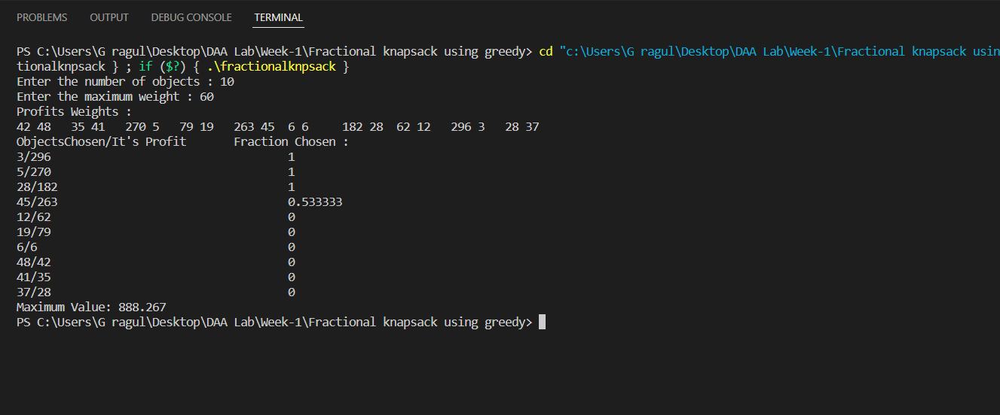 PROBLEMS OUTPUT DEBUG CONSOLE TERMINAL
PS C:\Users\G ragul\Desktop\DAA Lab\Week-1\Fractional knapsack using greedy> cd "c:\Users\G ragul\Desktop\DAA Lab\Week-1\Fractional knapsack usin
tionalknpsack } ; if ($?) { .\fractionalknpsack }
Enter the number of objects : 10
Enter the maximum weight : 60
Profits Weights :
42 48 35 41 270 5 79 19 263 45 6 6 182 28 62 12 296 3 28 37
ObjectsChosen/It's Profit Fraction Chosen :
3/296 1
5/270 1
28/182 1
45/263 0.533333
12/62 0
19/79 0
6/6 0
48/42 0
41/35 0
37/28 0
Maximum Value: 888.267
PS C:\Users\G ragul\Desktop\DAA Lab\Week-1\Fractional knapsack using greedy>